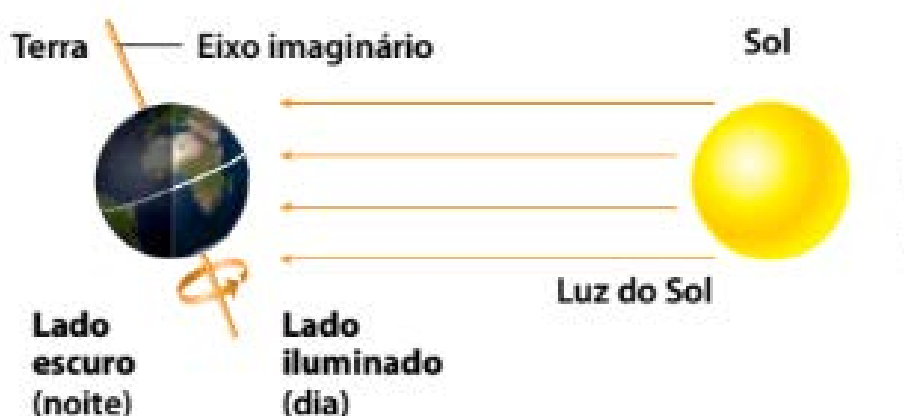 Terra
Eixo imaginário
Sol
Luz do Sol
Lado
escuro
(noite)
Lado
iluminado
(dia)